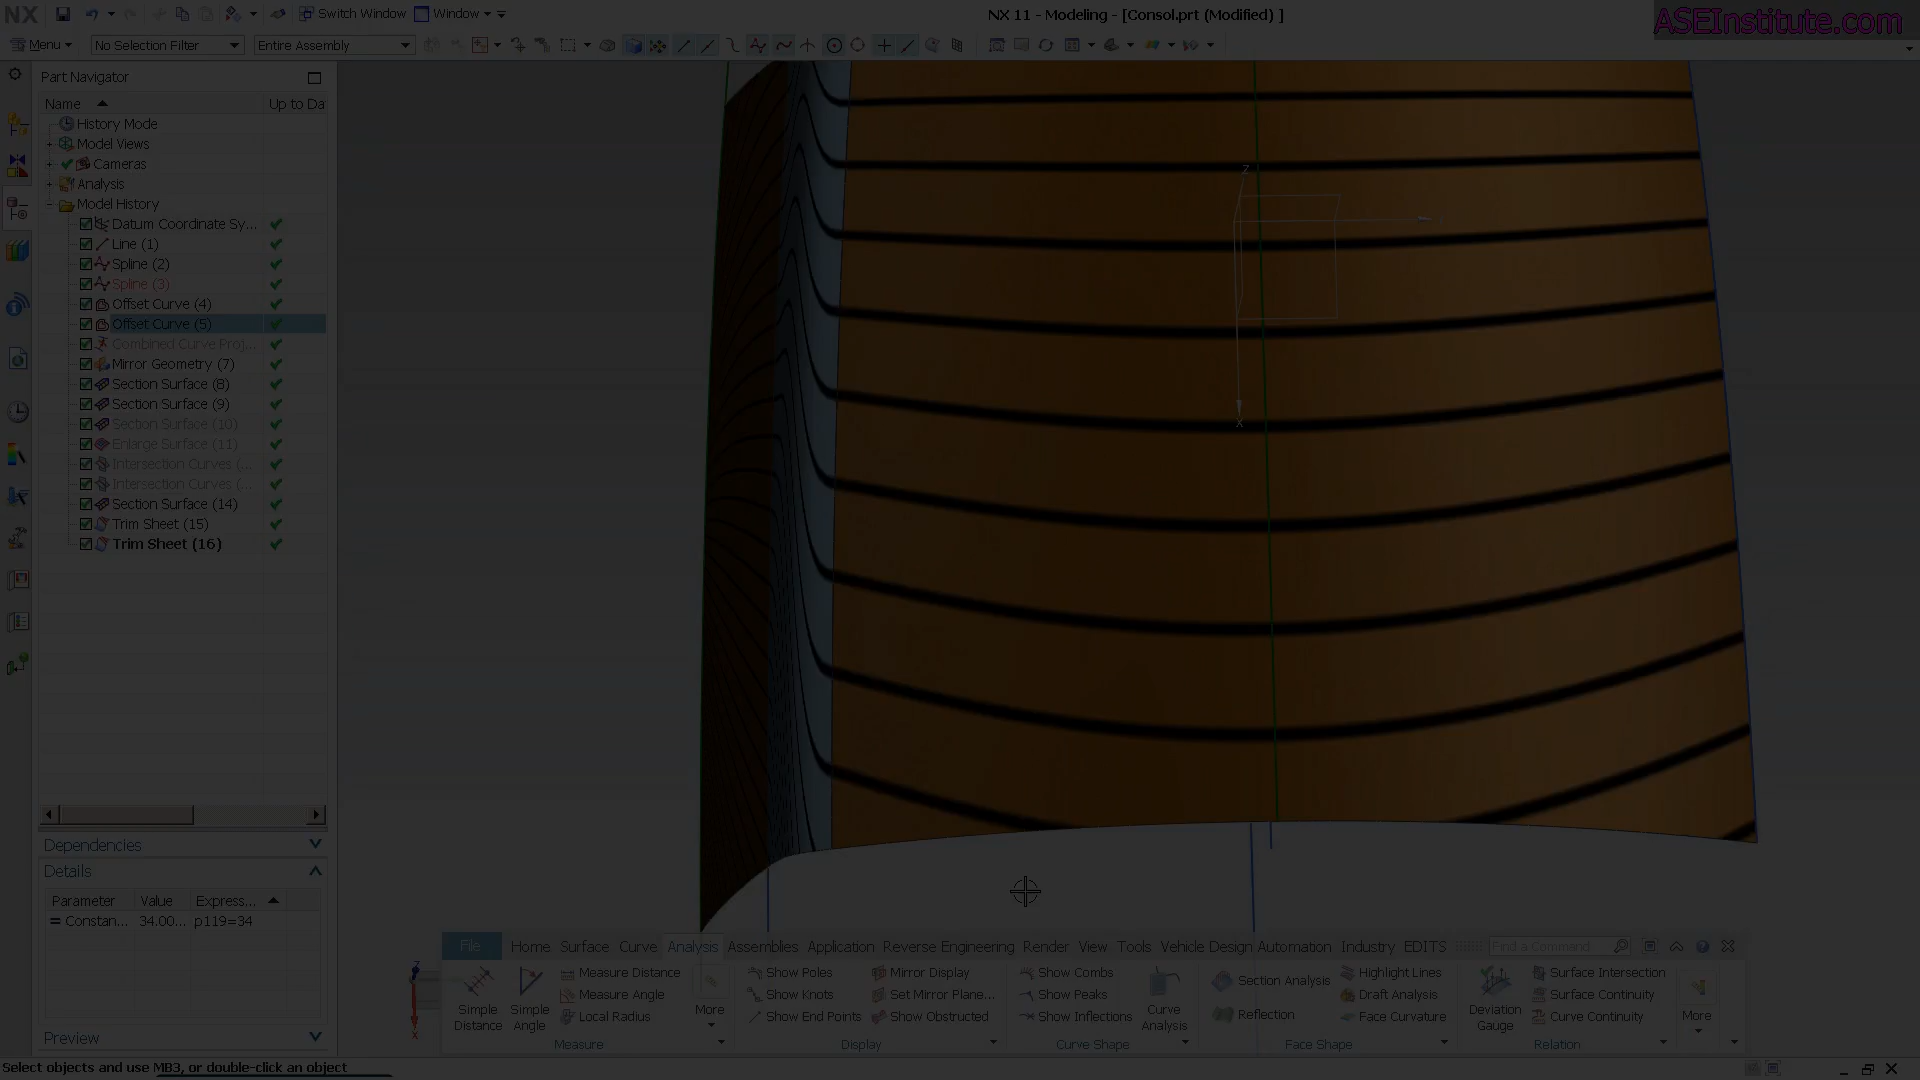 NX
Switch Window
Window
NX 11 - Modeling - [Consol.prt (Modified) ]
ASEInstitute.com
Menu
No Selection Filter
Entire Assembly
Part Navigator
Name
Up to Da
History Mode
Model Views
Cameras
Analysis
Model History
Datum Coordinate Sy...
Line (1)
Spline (2)
Spline (3)
Offset Curve (4)
Offset Curve (5)
Combined Curve Proj...
Mirror Geometry (7)
Section Surface (8)
Section Surface (9)
Section Surface (10)
Enlarge Surface (11)
Intersection Curves (...
Intersection Curves (...
Section Surface (14)
Trim Sheet (15)
Trim Sheet (16)
Z
X
Dependencies
Details
Parameter Value Express...
Constan... 34.00... p119=34
Preview
File Home Surface Curve Analysis Assemblies Application Reverse Engineering Render View Tools Vehicle Design Automation Industry EDITS Find a Command
Z
X
Simple Distance
Simple Angle
Measure Distance
Measure Angle
Local Radius
More
Measure
Show Poles
Show Knots
Show End Points
Mirror Display
Set Mirror Plane...
Show Obstructed
Display
Show Combs
Show Peaks
Show Inflections
Curve Analysis
Curve Shape
Section Analysis
Reflection
Highlight Lines
Draft Analysis
Face Curvature
Face Shape
Deviation Gauge
Surface Intersection
Surface Continuity
Curve Continuity
More
Relation
Select objects and use MB3, or double-click an object